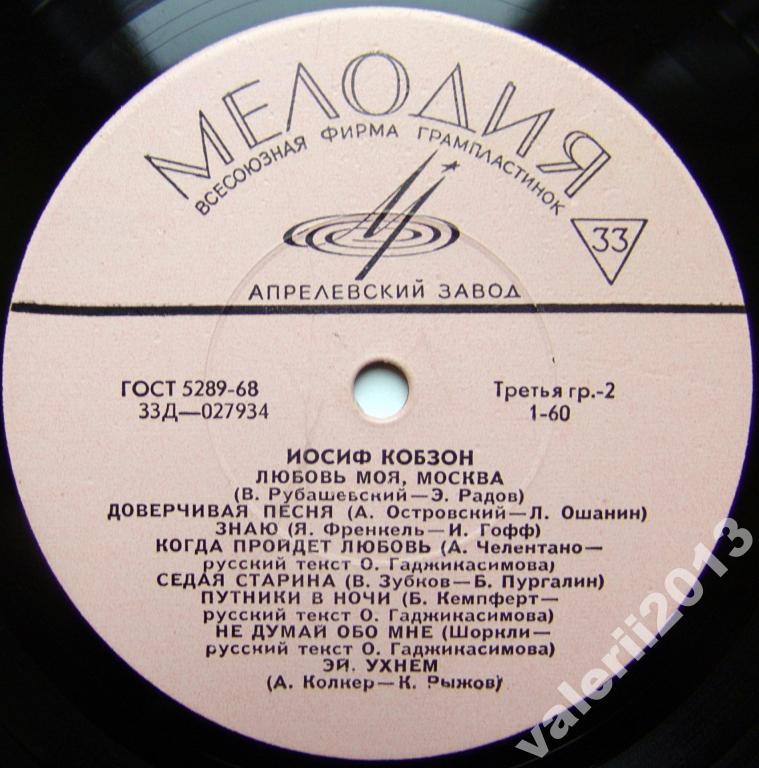 МЕЛОДИЯ
ВСЕСОЮЗНАЯ ФИРМА ГРАМПЛАСТИНОК
33
АПРЕЛЕВСКИЙ ЗАВОД
ГОСТ 5289-68
33Д—027934
Третья гр.-2
1-60
ИОСИФ КОБЗОН
ЛЮБОВЬ МОЯ, МОСКВА
(В. Рубашевский—Э. Радов)
ДОВЕРЧИВАЯ ПЕСНЯ (А. Островский—Л. Ошанин)
ЗНАЮ (Я. Френкель—И. Гофф)
КОГДА ПРОЙДЕТ ЛЮБОВЬ (А. Челентано—
русский текст О. Гаджикасимова)
СЕДАЯ СТАРИНА (В. Зубков—Б. Пургалин)
ПУТНИКИ В НОЧИ (Б. Кемпферт—
русский текст О. Гаджикасимова)
НЕ ДУМАЙ ОБО МНЕ (Шоркли—
русский текст О. Гаджикасимова)
ЭЙ, УХНЕМ
(А. Колкер—К. Рыжов)
valerii2013